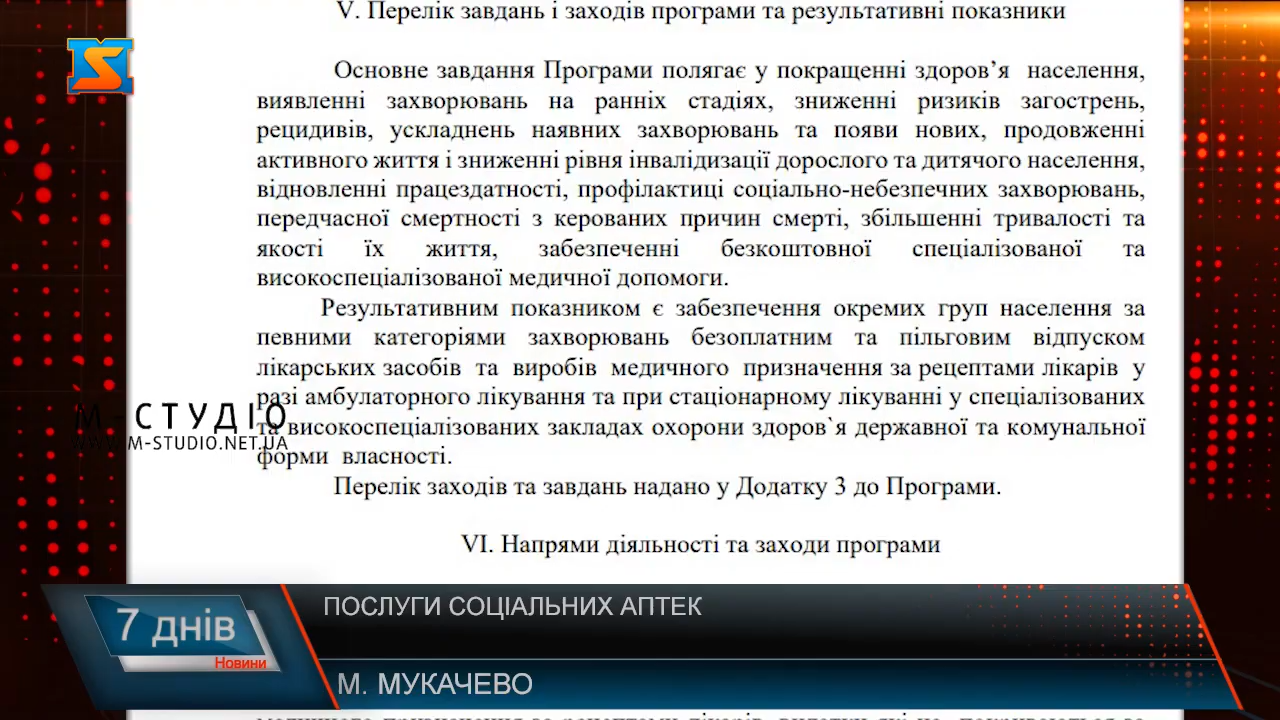 V. Перелік завдань і заходів програми та результативні показники
Основне завдання Програми полягає у покращенні здоров’я населення,
виявленні захворювань на ранніх стадіях, зниженні ризиків загострень,
рецидивів, ускладнень наявних захворювань та появи нових, продовженні
активного життя і зниженні рівня інвалідизації дорослого та дитячого населення,
відновленні працездатності, профілактиці соціально-небезпечних захворювань,
передчасної смертності з керованих причин смерті, збільшенні тривалості та
якості їх життя, забезпеченні безкоштовної спеціалізованої та
високоспеціалізованої медичної допомоги.
Результативним показником є забезпечення окремих груп населення за
певними категоріями захворювань безоплатним та пільговим відпуском
лікарських засобів та виробів медичного призначення за рецептами лікарів у
разі амбулаторного лікування та при стаціонарному лікуванні у спеціалізованих
та високоспеціалізованих закладах охорони здоров`я державної та комунальної
форми власності.
М-СТУДІО
WWW.M-STUDIO.NET.UA
Перелік заходів та завдань надано у Додатку 3 до Програми.
VI. Напрями діяльності та заходи програми
7 днів
Новини
ПОСЛУГИ СОЦІАЛЬНИХ АПТЕК
М. МУКАЧЕВО